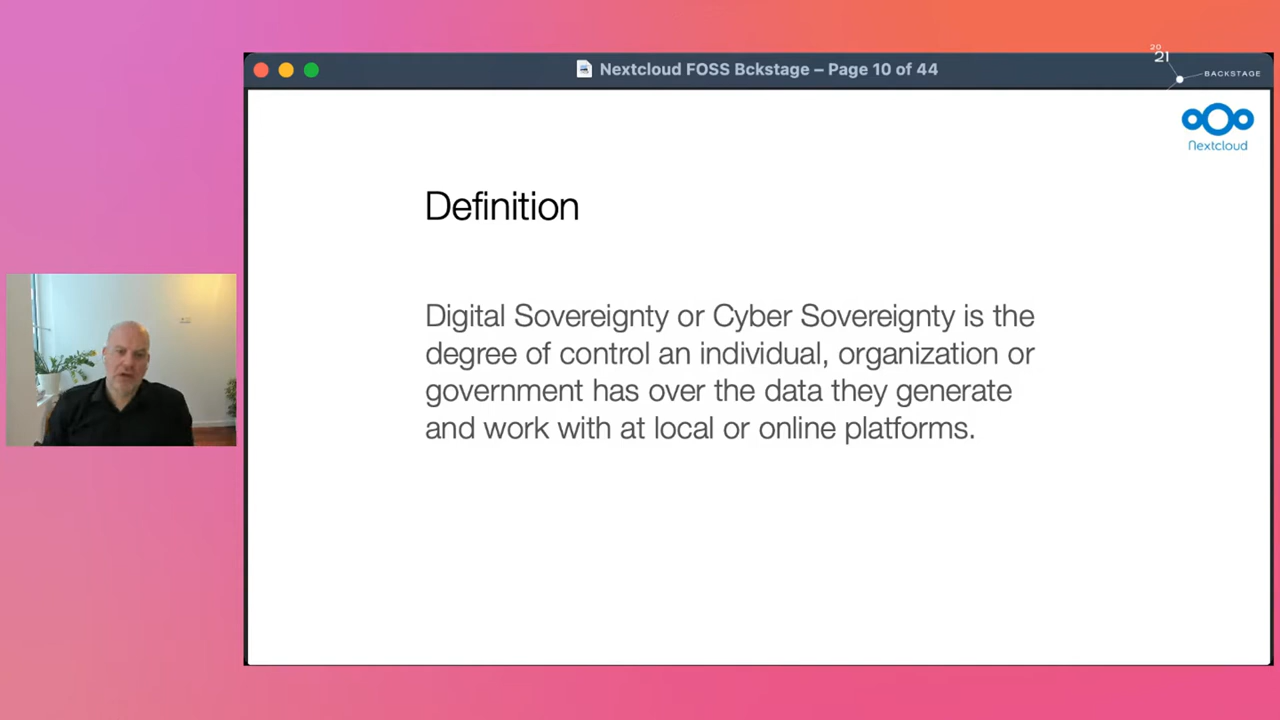 Nextcloud FOSS Bckstage – Page 10 of 44
20
21
BACKSTAGE
Nextcloud
Definition
Digital Sovereignty or Cyber Sovereignty is the
degree of control an individual, organization or
government has over the data they generate
and work with at local or online platforms.